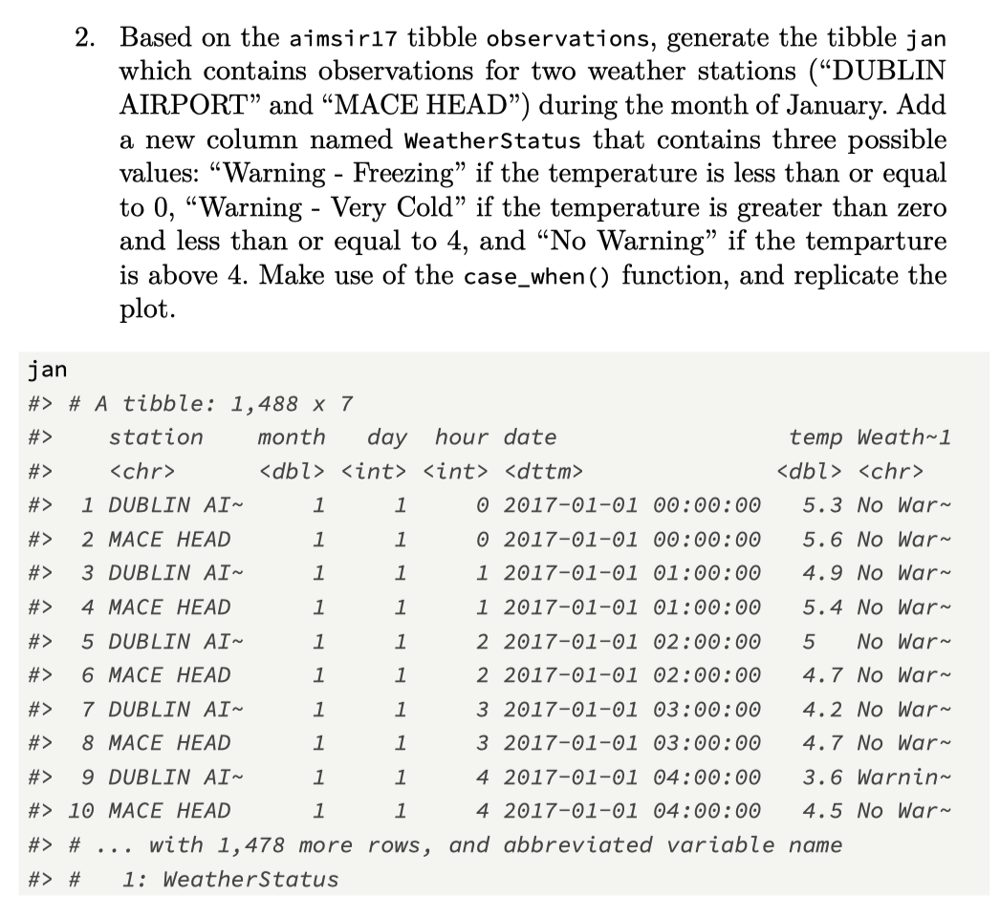 2. Based on the aimsir17 tibble observations, generate the tibble jan
which contains observations for two weather stations (“DUBLIN
AIRPORT” and “MACE HEAD”) during the month of January. Add
a new column named WeatherStatus that contains three possible
values: “Warning - Freezing” if the temperature is less than or equal
to 0, “Warning - Very Cold” if the temperature is greater than zero
and less than or equal to 4, and “No Warning” if the temparture
is above 4. Make use of the case_when() function, and replicate the
plot.
jan
#> # A tibble: 1,488 x 7
#>    station    month   day  hour date                 temp Weath~1
#>    <chr>      <dbl> <int> <int> <dttm>              <dbl> <chr>
#>  1 DUBLIN AI~     1     1     0 2017-01-01 00:00:00   5.3 No War~
#>  2 MACE HEAD      1     1     0 2017-01-01 00:00:00   5.6 No War~
#>  3 DUBLIN AI~     1     1     1 2017-01-01 01:00:00   4.9 No War~
#>  4 MACE HEAD      1     1     1 2017-01-01 01:00:00   5.4 No War~
#>  5 DUBLIN AI~     1     1     2 2017-01-01 02:00:00   5   No War~
#>  6 MACE HEAD      1     1     2 2017-01-01 02:00:00   4.7 No War~
#>  7 DUBLIN AI~     1     1     3 2017-01-01 03:00:00   4.2 No War~
#>  8 MACE HEAD      1     1     3 2017-01-01 03:00:00   4.7 No War~
#>  9 DUBLIN AI~     1     1     4 2017-01-01 04:00:00   3.6 Warnin~
#> 10 MACE HEAD      1     1     4 2017-01-01 04:00:00   4.5 No War~
#> # ... with 1,478 more rows, and abbreviated variable name
#> #   1: WeatherStatus